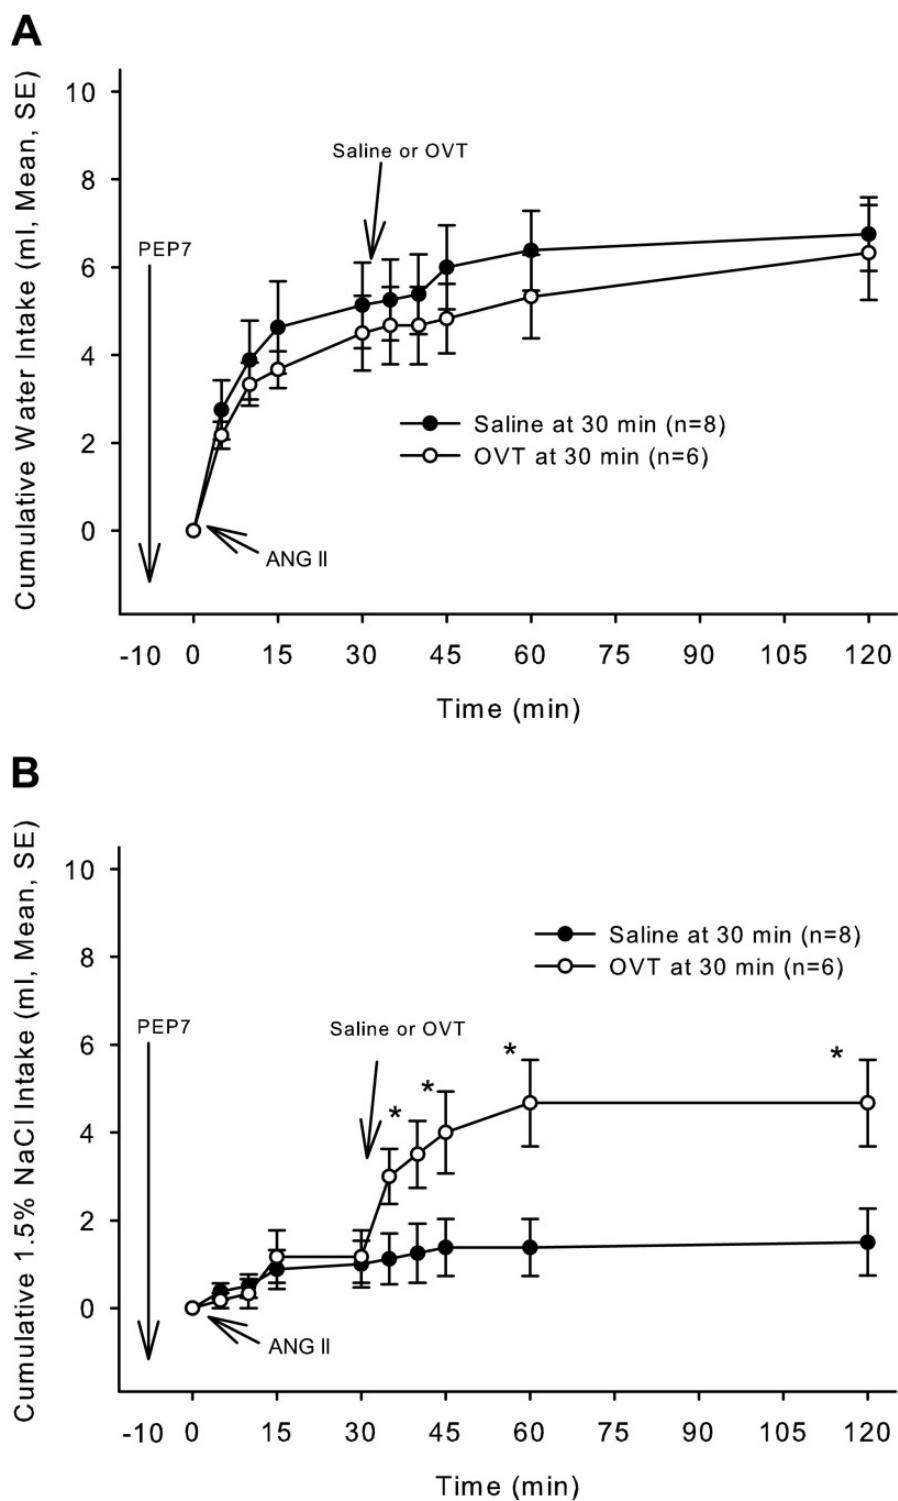 A
Cumulative Water Intake (ml, Mean, SE)
10
8
6
4
2
0
Saline or OVT
PEP7
Saline at 30 min (n=8)
OVT at 30 min (n=6)
ANG II
-10 0 15 30 45 60 75 90 105 120
Time (min)
B
Cumulative 1.5% NaCl Intake (ml, Mean, SE)
10
8
6
4
2
0
Saline at 30 min (n=8)
OVT at 30 min (n=6)
PEP7
Saline or OVT
* * * *
ANG II
-10 0 15 30 45 60 75 90 105 120
Time (min)